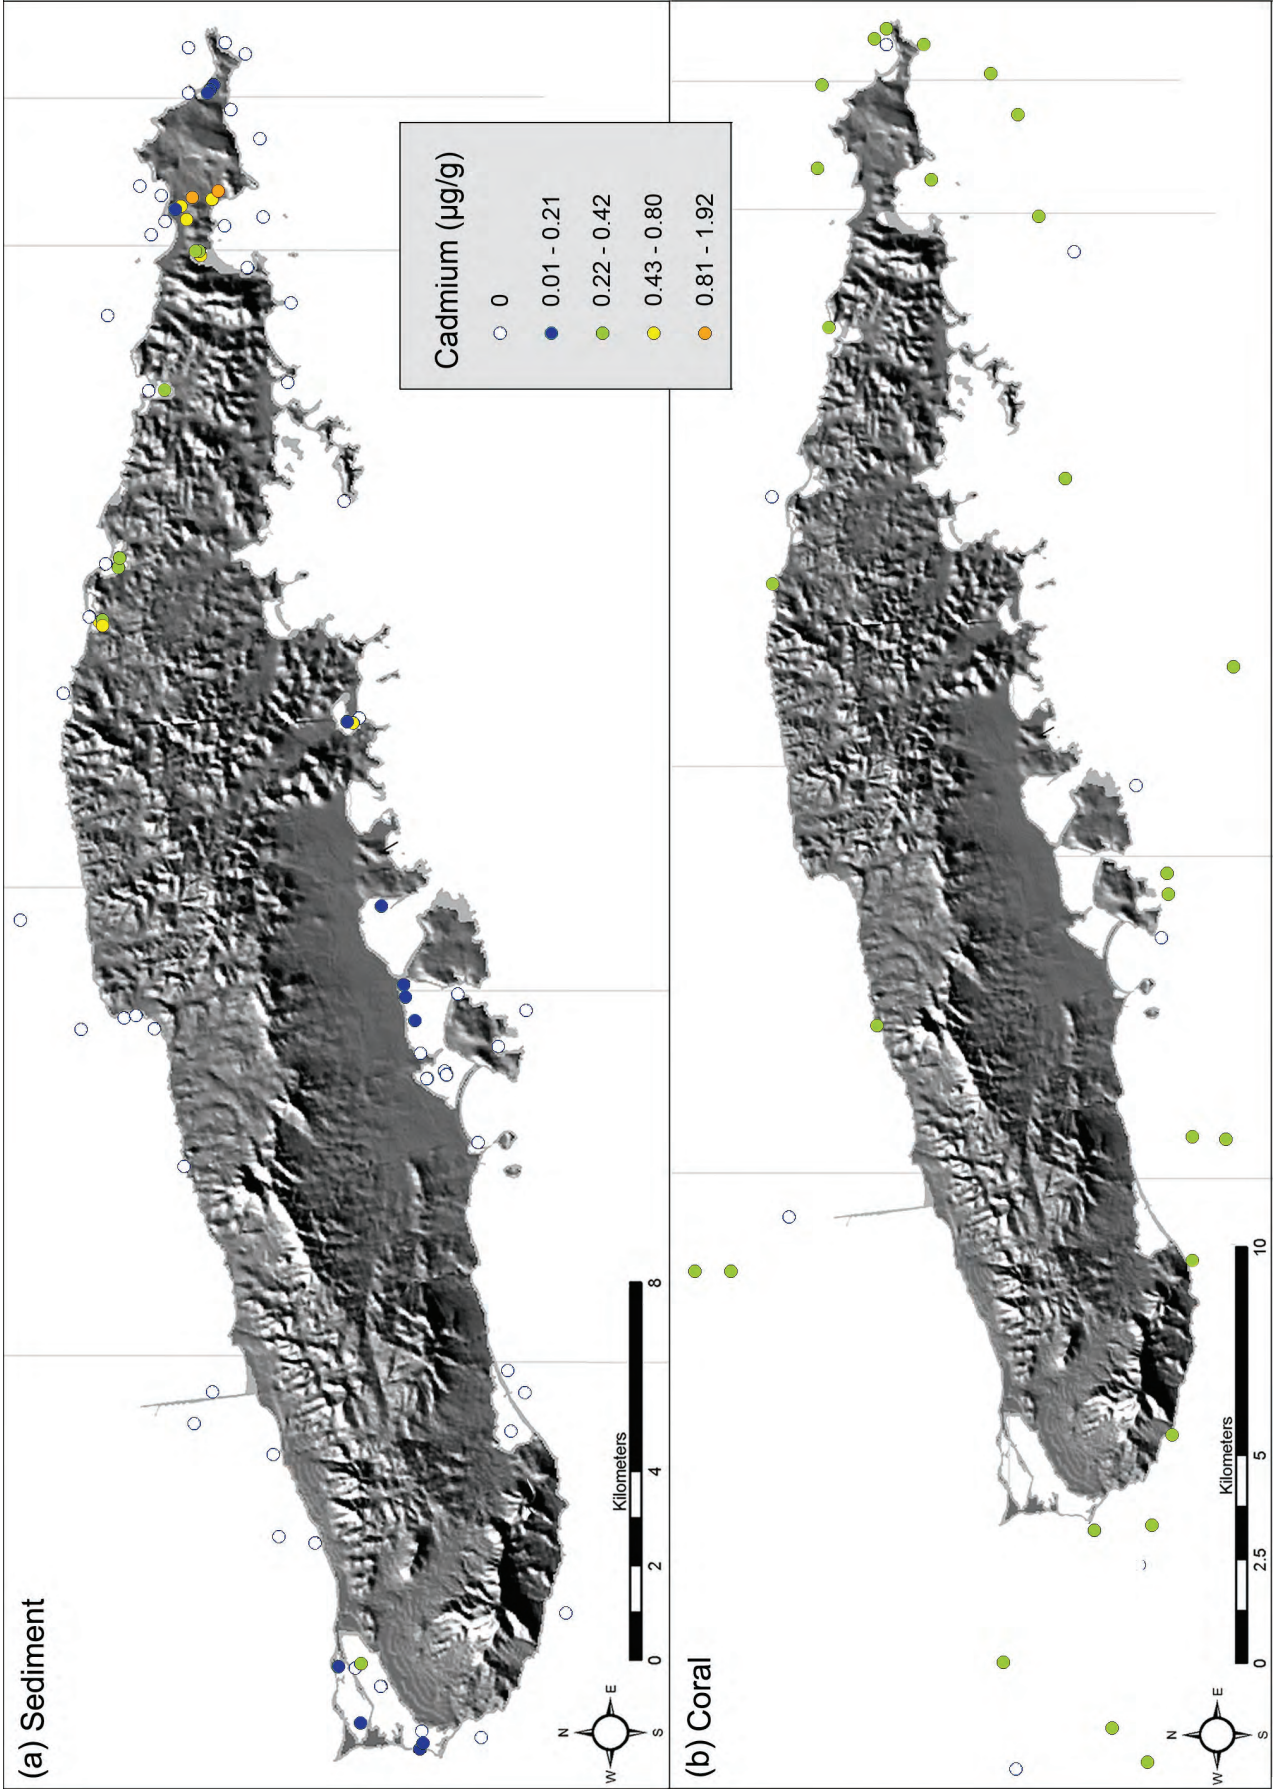 (a) Sediment
Cadmium (µg/g)
0
0.01 - 0.21
0.22 - 0.42
0.43 - 0.80
0.81 - 1.92
Kilometers
0 2 4 8
N
W E
S
(b) Coral
Kilometers
0 2.5 5 10
N
W E
S